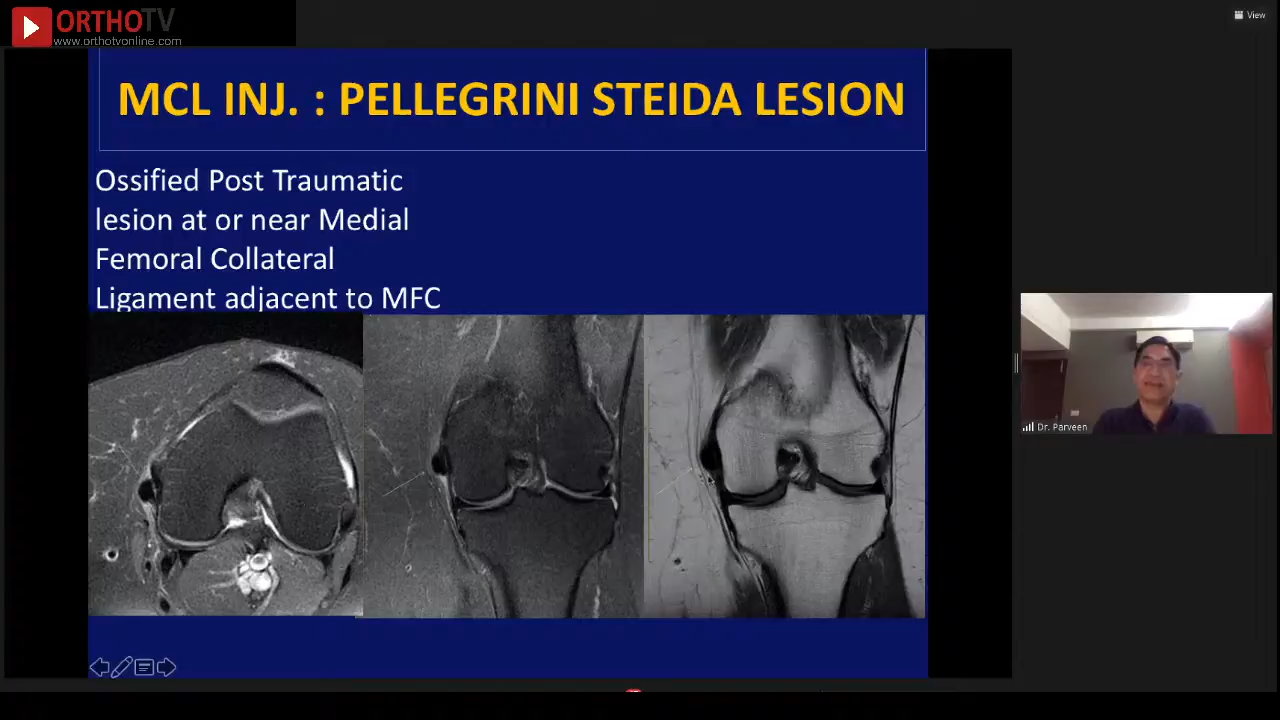 ORTHOTV
www.orthotvonline.com
View
MCL INJ. : PELLEGRINI STEIDA LESION
Ossified Post Traumatic
lesion at or near Medial
Femoral Collateral
Ligament adjacent to MFC
Dr. Parveen